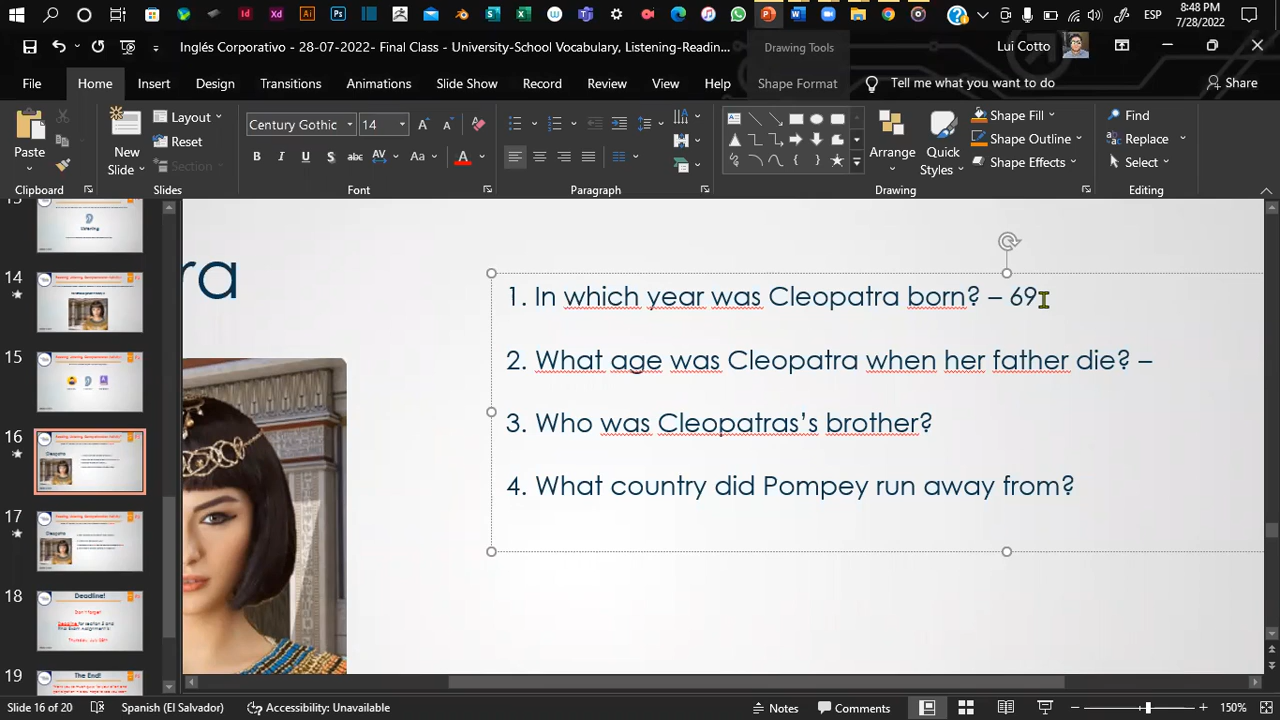 8:48 PM
ESP
7/28/2022
Inglés Corporativo - 28-07-2022- Final Class - University-School Vocabulary, Listening-Readin...
Drawing Tools
Lui Cotto
File
Home
Insert
Design
Transitions
Animations
Slide Show
Record
Review
View
Help
Shape Format
Tell me what you want to do
Share
Paste
New
Slide
Layout
Reset
Section
Century Gothic
14
Arrange
Quick
Styles
Shape Fill
Shape Outline
Shape Effects
Find
Replace
Select
Clipboard
Slides
Font
Paragraph
Drawing
Editing
14
15
16
17
18
19
Deadline!
The End!
ra
1. In which year was Cleopatra born? – 69
2. What age was Cleopatra when her father die? –
3. Who was Cleopatras’s brother?
4. What country did Pompey run away from?
Slide 16 of 20
Spanish (El Salvador)
Accessibility: Unavailable
Notes
Comments
150%